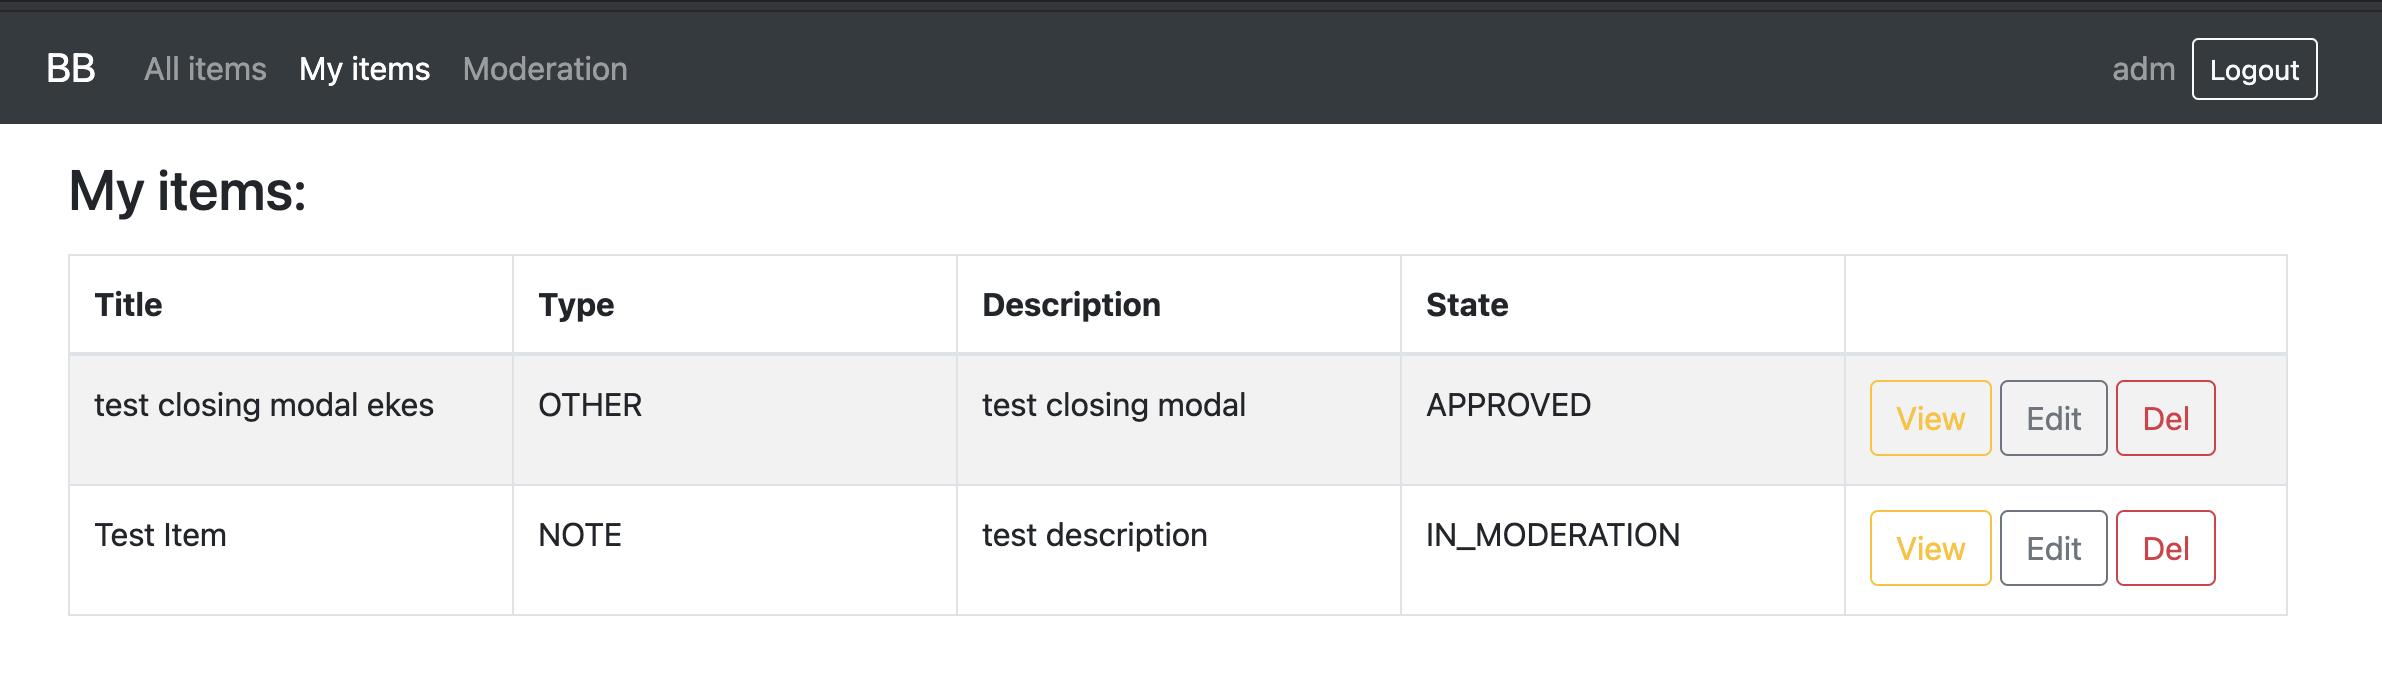 BB All items My items Moderation adm Logout
My items:
Title Type Description State
test closing modal ekes OTHER test closing modal APPROVED View Edit Del
Test Item NOTE test description IN_MODERATION View Edit Del